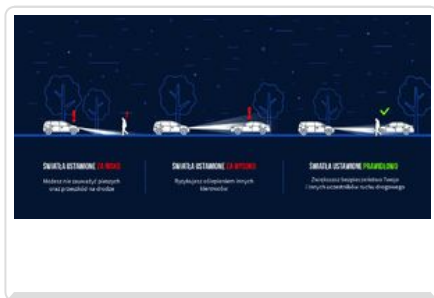 ŚWIATŁA USTAWIONE ZA NISKO
Możesz nie zauważyć pieszych
oraz przeszkód na drodze
ŚWIATŁA USTAWIONE ZA WYSOKO
Ryzykujesz oślepieniem innych
kierowców
ŚWIATŁA USTAWIONE PRAWIDŁOWO
Zwiększasz bezpieczeństwo Twoje
i innych uczestników ruchu drogowego